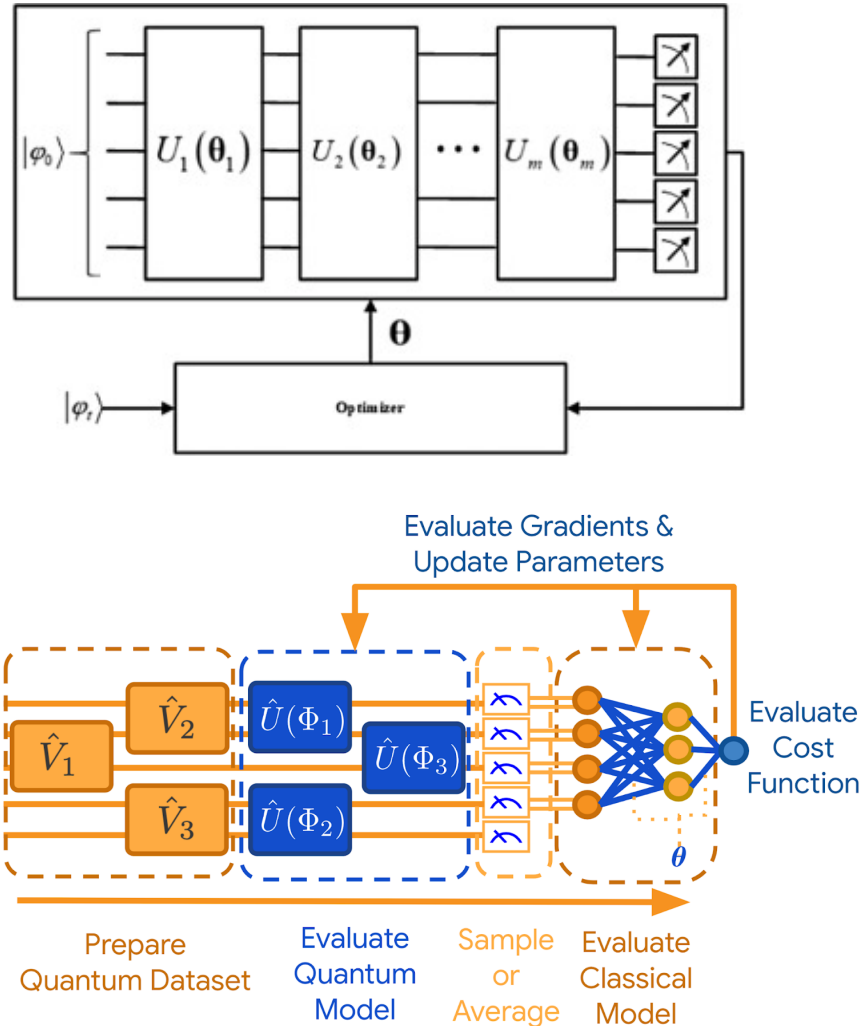 |φ₀⟩
U₁(θ₁)
U₂(θ₂)
•••
Uₘ(θₘ)
θ
|φₜ⟩
Optimizer
Evaluate Gradients &
Update Parameters
V̂₁
V̂₂
V̂₃
Û(Φ₁)
Û(Φ₂)
Û(Φ₃)
θ
Evaluate
Cost
Function
Prepare
Quantum Dataset
Evaluate
Quantum
Model
Sample
or
Average
Evaluate
Classical
Model